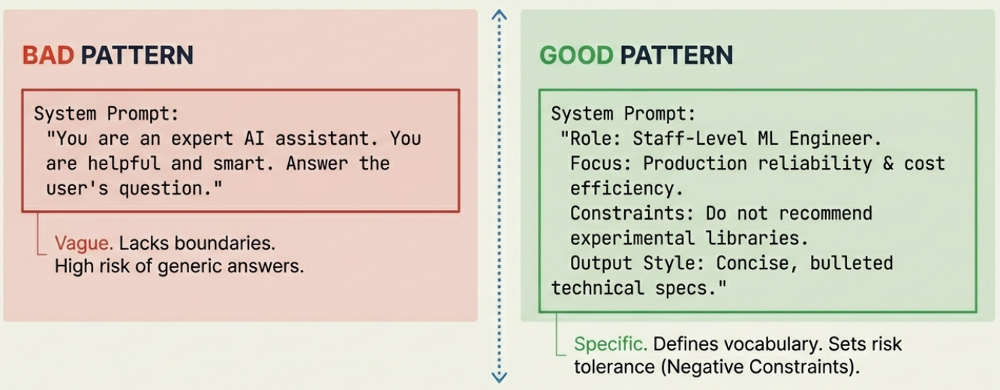 BAD PATTERN
System Prompt:
"You are an expert AI assistant. You
are helpful and smart. Answer the
user's question."
Vague. Lacks boundaries.
High risk of generic answers.
GOOD PATTERN
System Prompt:
"Role: Staff-Level ML Engineer.
Focus: Production reliability & cost
efficiency.
Constraints: Do not recommend
experimental libraries.
Output Style: Concise, bulleted
technical specs."
Specific. Defines vocabulary. Sets risk
tolerance (Negative Constraints).